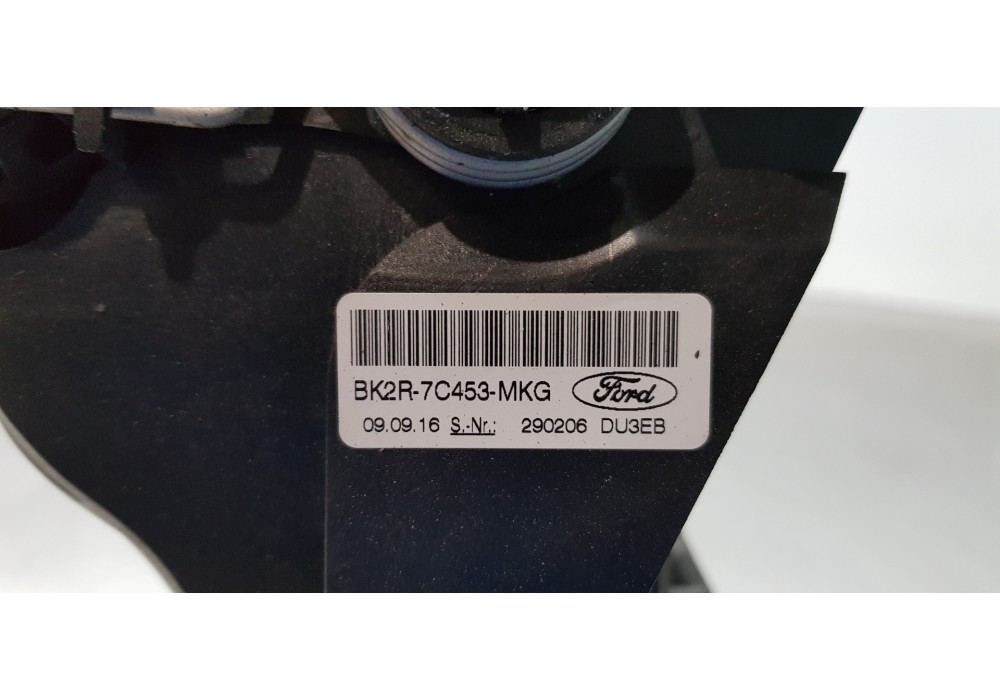 BK2R-7C453-MKG Ford
09.09.16 S.-Nr.: 290206 DU3EB